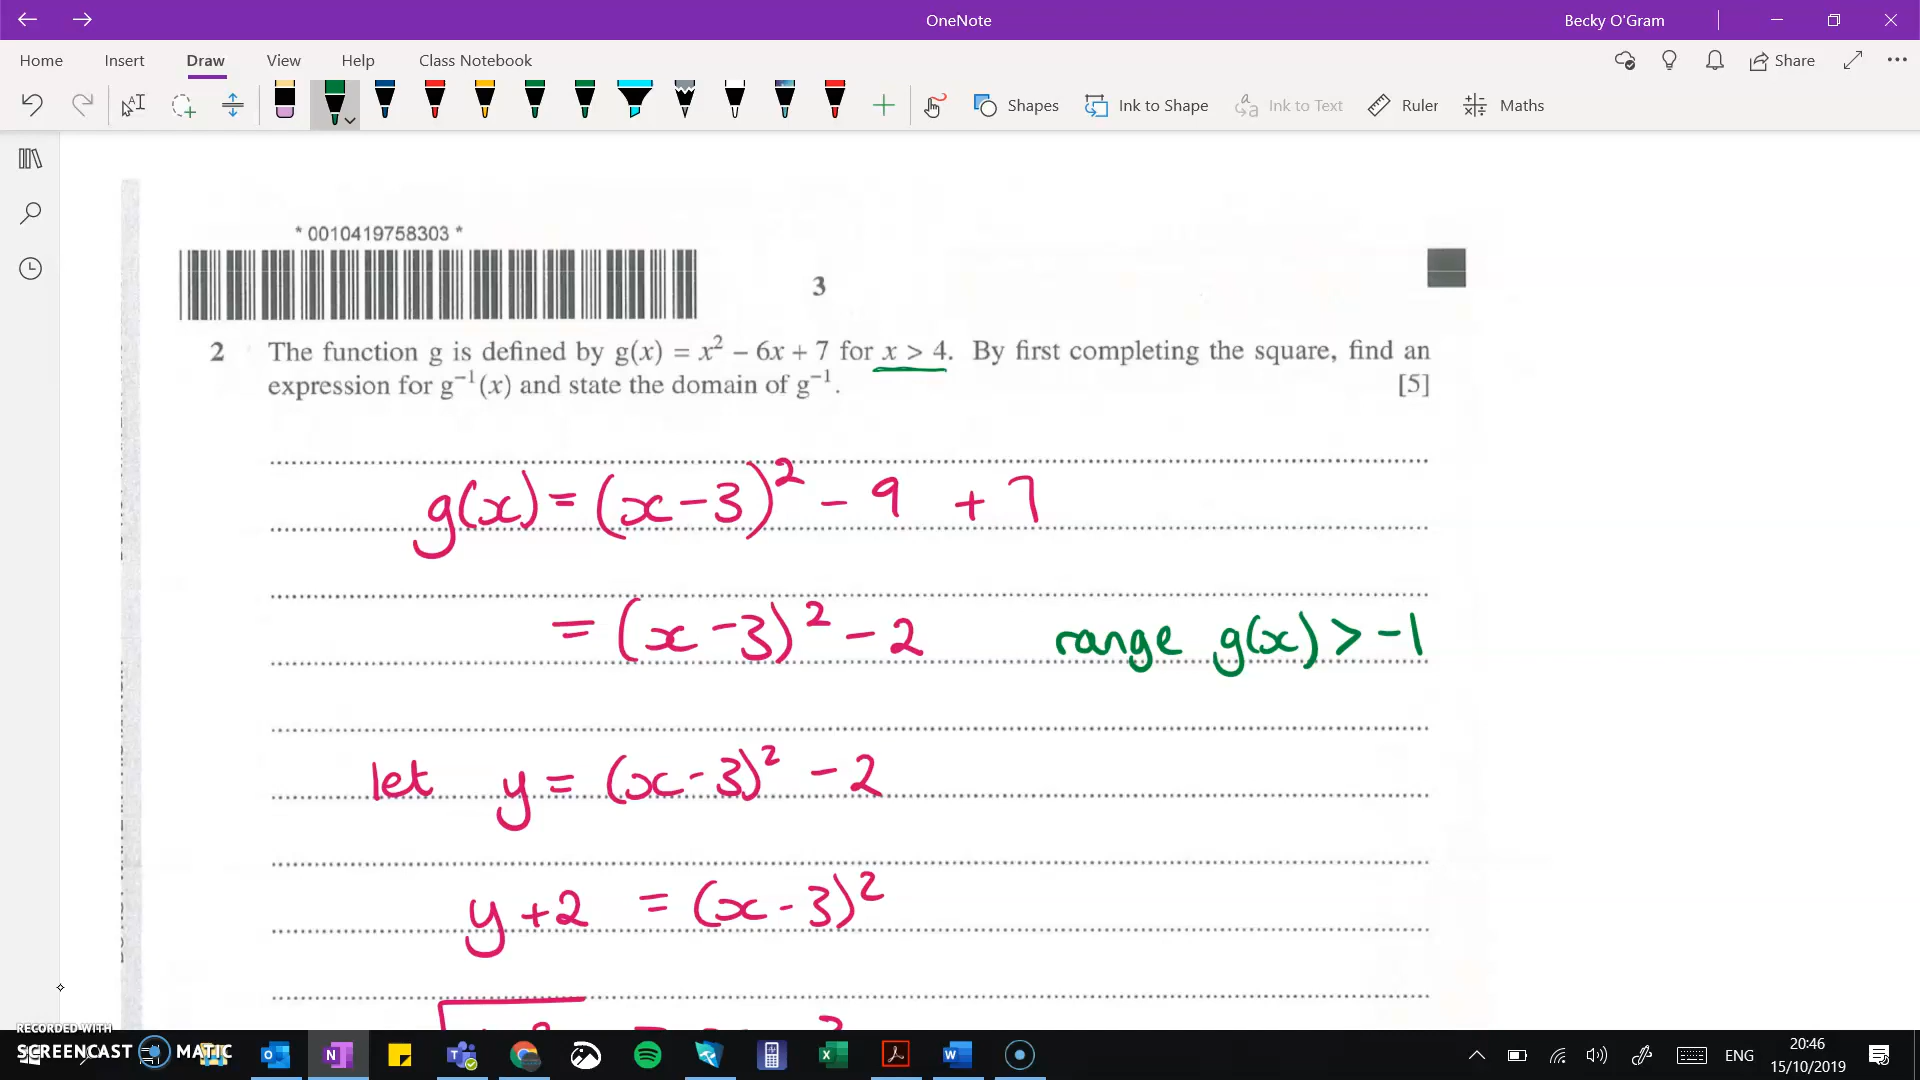 OneNote
Becky O'Gram
Home Insert Draw View Help Class Notebook
Share
Shapes Ink to Shape Ink to Text Ruler Maths
* 0010419758303 *
3
2 The function g is defined by g(x) = x² − 6x + 7 for x > 4. By first completing the square, find an
expression for g⁻¹(x) and state the domain of g⁻¹. [5]
g(x) = (x − 3)² − 9 + 7
= (x − 3)² − 2 range g(x) > −1
let y = (x − 3)² − 2
y + 2 = (x − 3)²
RECORDED WITH
SCREENCAST MATIC
ENG
20:46
15/10/2019